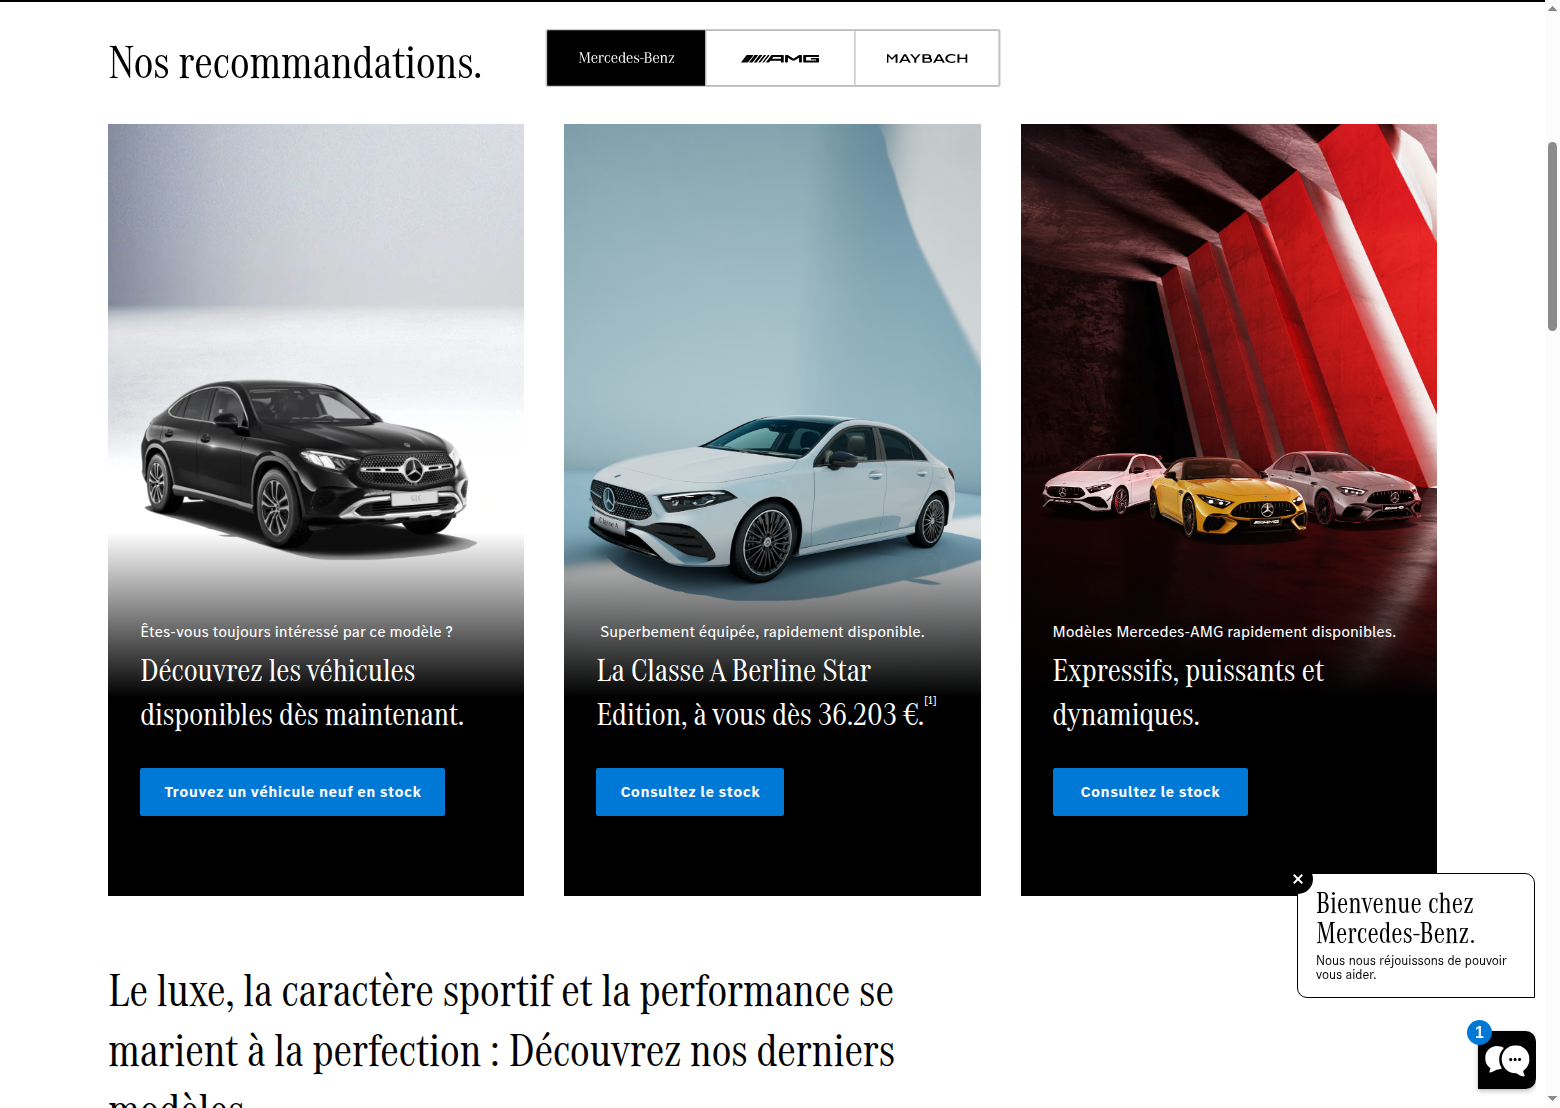 Nos recommandations.
Mercedes-Benz
AMG
MAYBACH
GLC
Classe A
AMG
Êtes-vous toujours intéressé par ce modèle ?
Découvrez les véhicules
disponibles dès maintenant.
Trouvez un véhicule neuf en stock
Superbement équipée, rapidement disponible.
La Classe A Berline Star
Edition, à vous dès 36.203 €.[1]
Consultez le stock
Modèles Mercedes-AMG rapidement disponibles.
Expressifs, puissants et
dynamiques.
Consultez le stock
Bienvenue chez
Mercedes-Benz.
Nous nous réjouissons de pouvoir
vous aider.
1
Le luxe, la caractère sportif et la performance se
marient à la perfection : Découvrez nos derniers
modèles